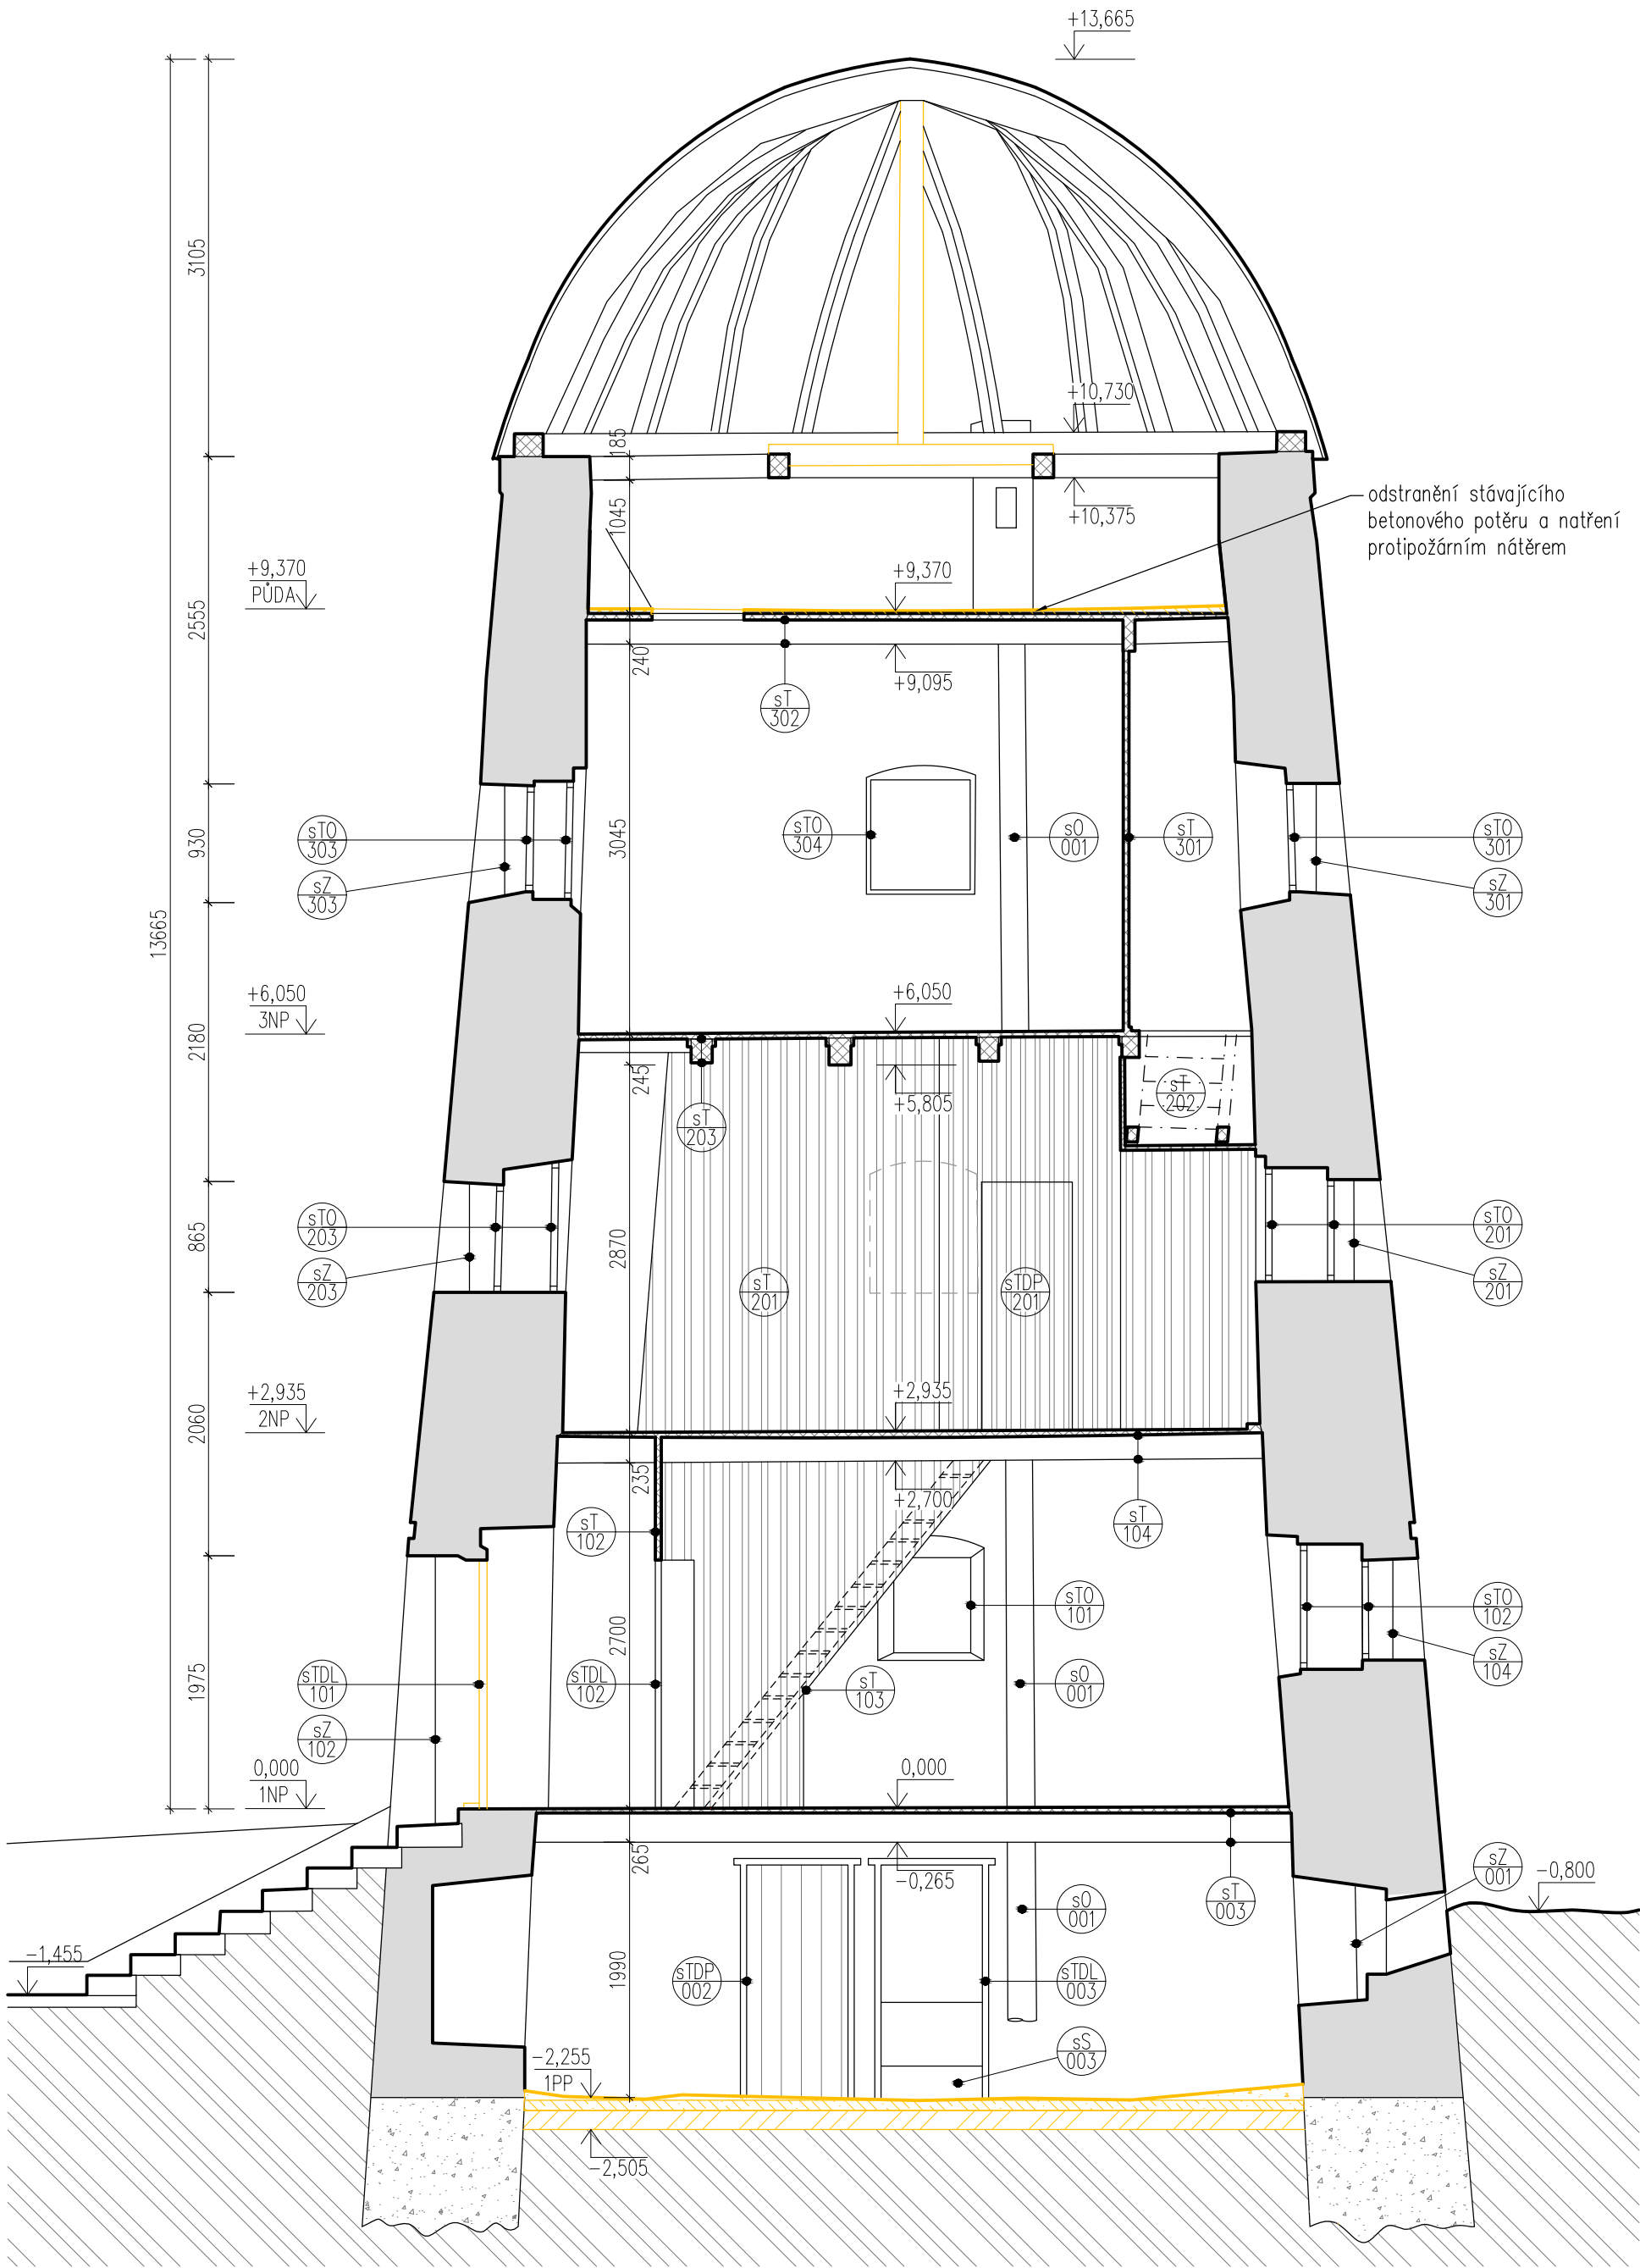 +13,665
3105
+10,730
185
odstranění stávajícího
betonového potěru a natření
protipožárním nátěrem
1045
+10,375
+9,370
PŮDA
+9,370
2555
240
+9,095
sT
302
sTO
303
930
3045
sTO
304
sO
001
sT
301
sTO
301
sZ
303
sZ
301
13665
+6,050
3NP
+6,050
2180
245
+5,805
sT
202
sT
203
sTO
203
865
2870
sTO
201
sZ
203
sT
201
sTDP
201
sZ
201
+2,935
2NP
+2,935
2060
235
+2,700
sT
102
sT
104
sTO
101
sTO
102
2700
sZ
104
1975
sTDL
101
sTDL
102
sT
103
sO
001
sZ
102
0,000
1NP
0,000
265
-0,265
sZ
001
-0,800
sT
003
sO
001
-1,455
1990
sTDP
002
sTDL
003
sS
003
-2,255
1PP
-2,505